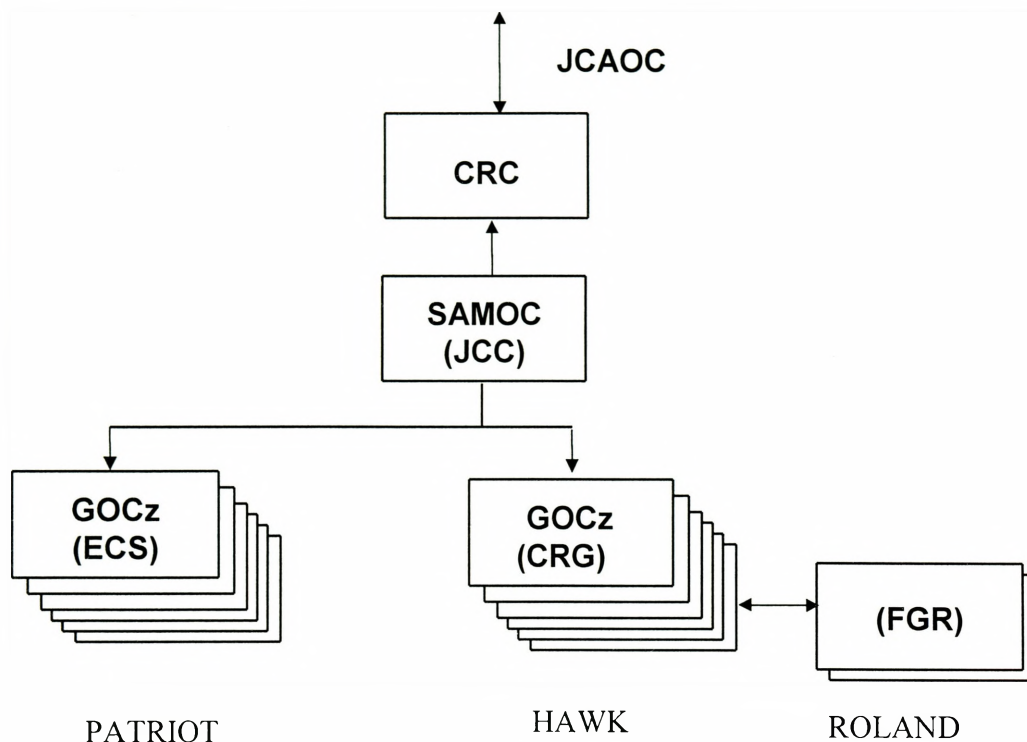 JCAOC
CRC
SAMOC
(JCC)
GOCz
(ECS)
GOCz
(CRG)
(FGR)
PATRIOT
HAWK
ROLAND